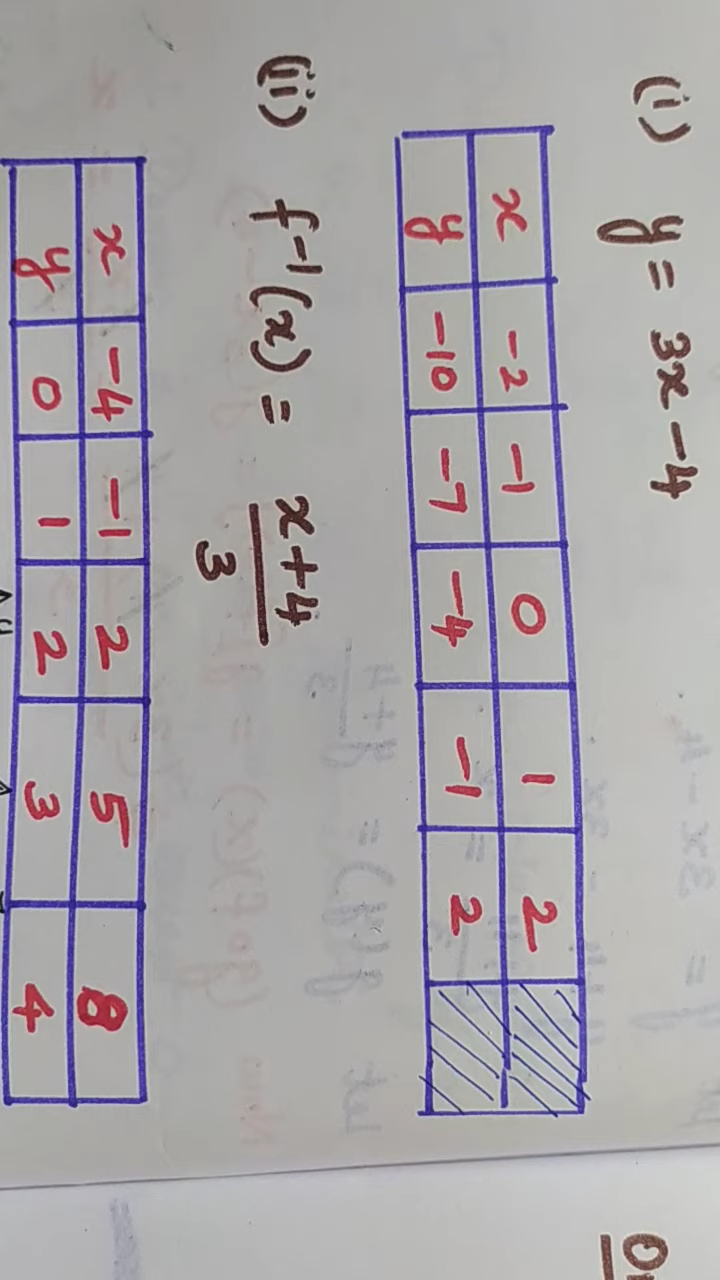 (i) y = 3x - 4
x -2 -1 0 1 2
y -10 -7 -4 -1 2
(ii) f⁻¹(x) = x+4 / 3
x -4 -1 2 5 8
y 0 1 2 3 4